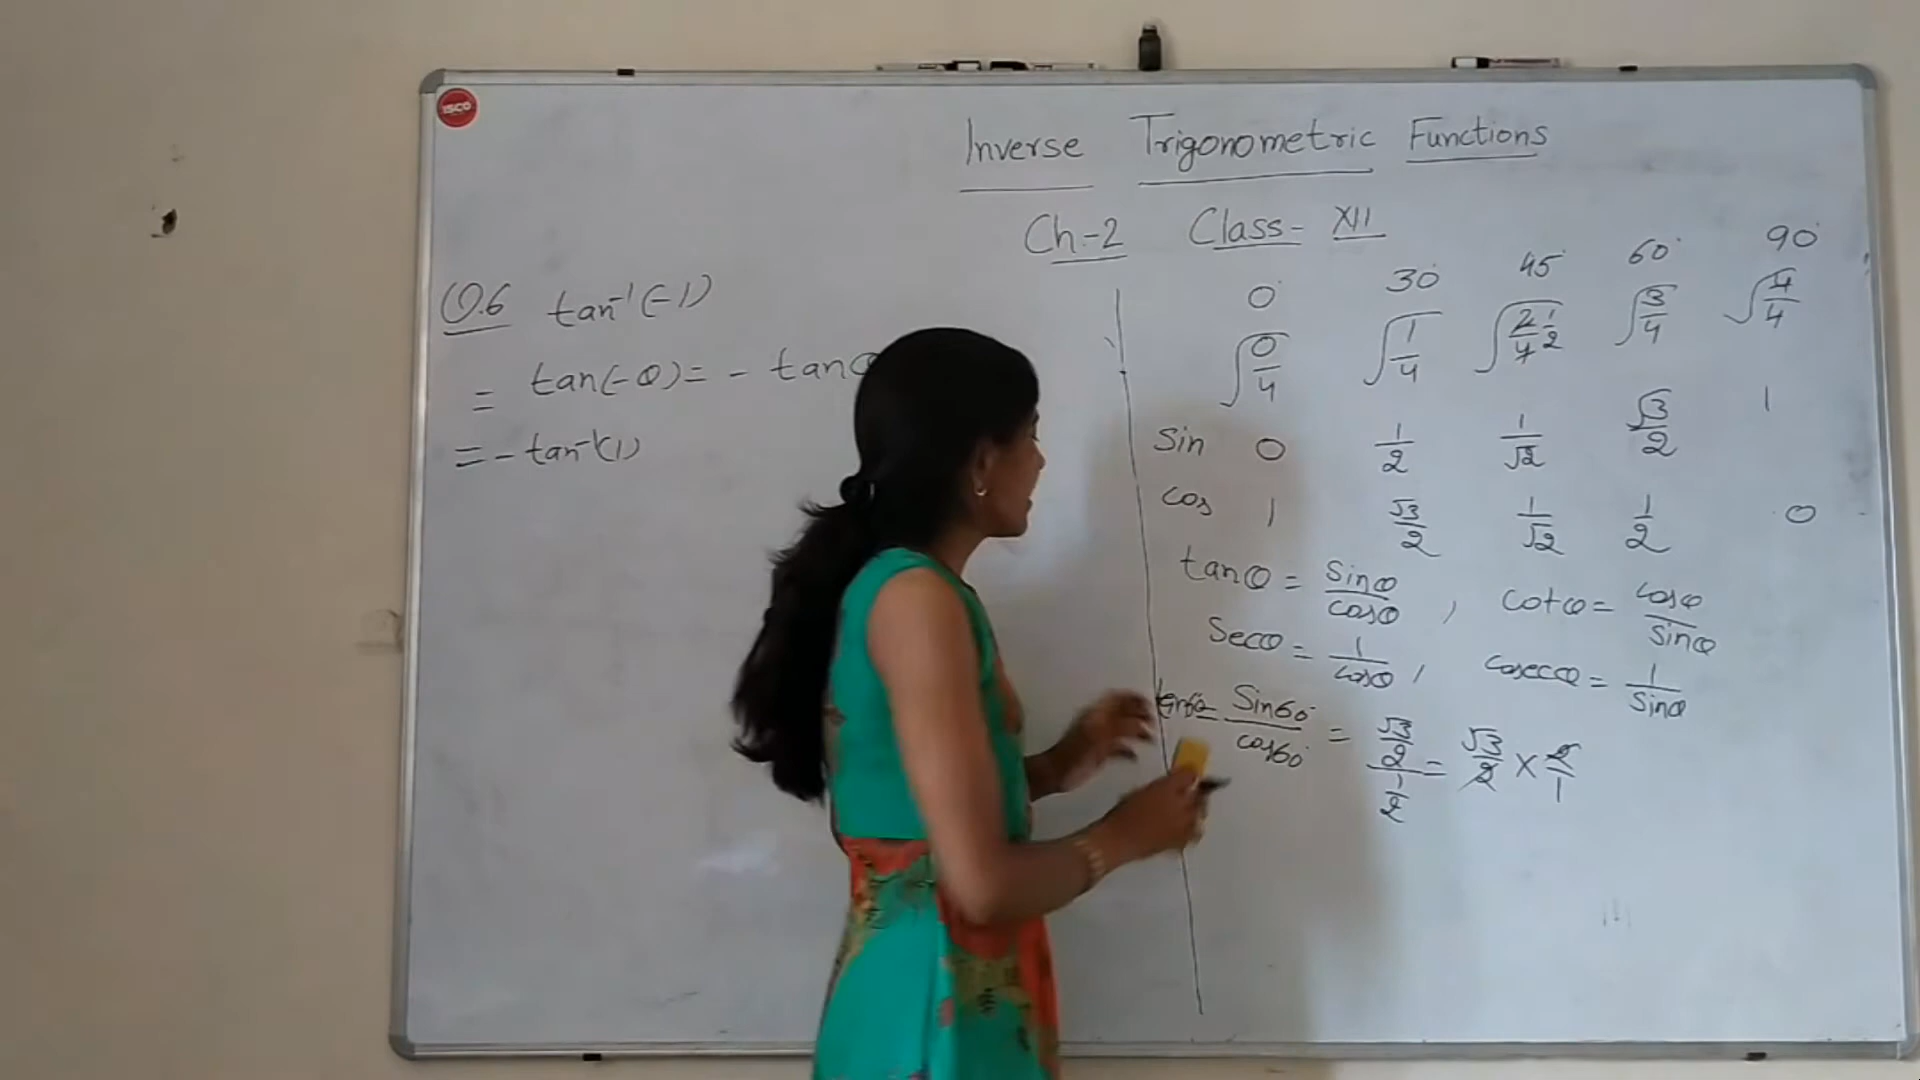 ISCO
Inverse Trigonometric Functions
Ch.-2 Class- XII
Q.6 tan⁻¹(-1)
= tan(-θ) = - tanθ
= - tan⁻¹(1)
0° 30° 45° 60° 90°
√(0/4) √(1/4) √(2/4) 1/2 √(3/4) √(4/4)
sin 0 1/2 1/√2 √3/2 1
cos 1 √3/2 1/√2 1/2 0
tanθ = sinθ/cosθ , cotθ = cosθ/sinθ
Secθ = 1/cosθ , cosecθ = 1/sinθ
Sin60°/cos60° = (√3/2)/(1/2) = √3/2 × 2/1